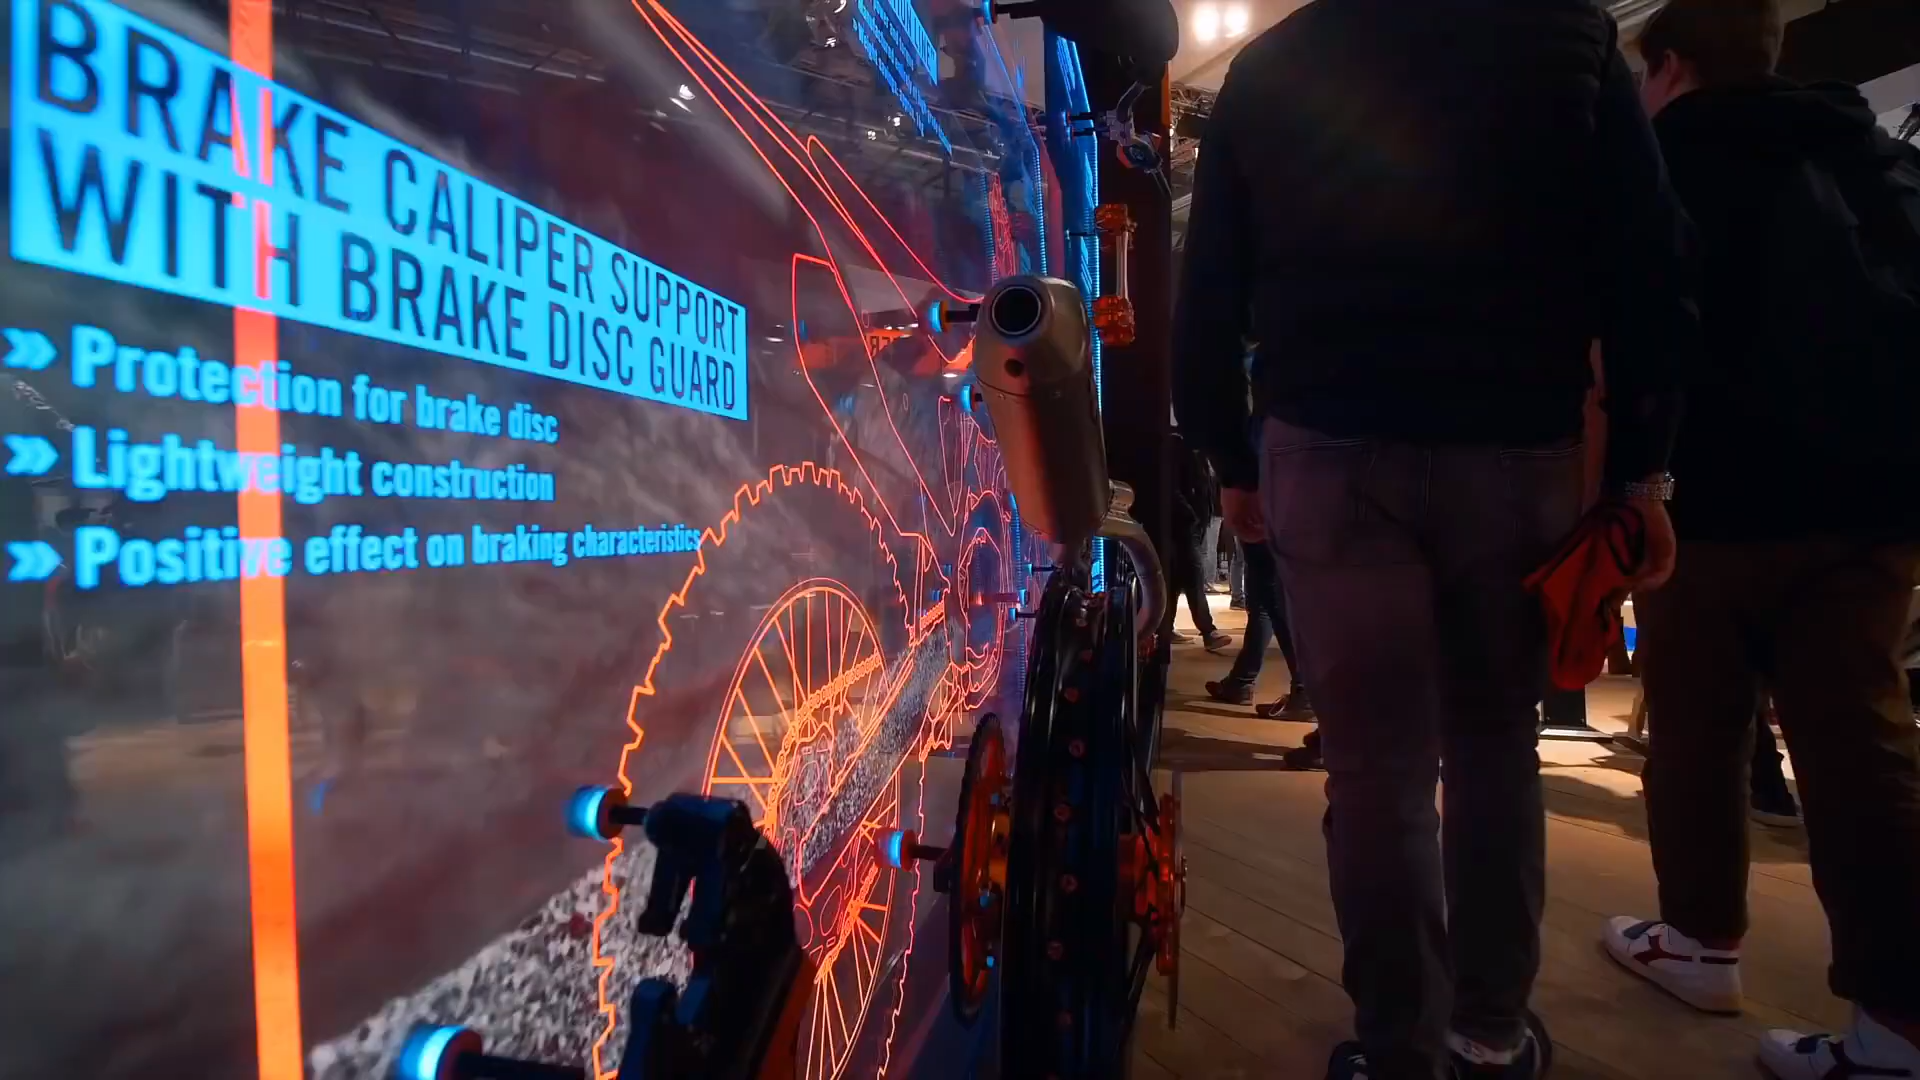 BRAKE CALIPER SUPPORT
WITH BRAKE DISC GUARD
» Protection for brake disc
» Lightweight construction
» Positive effect on braking characteristics